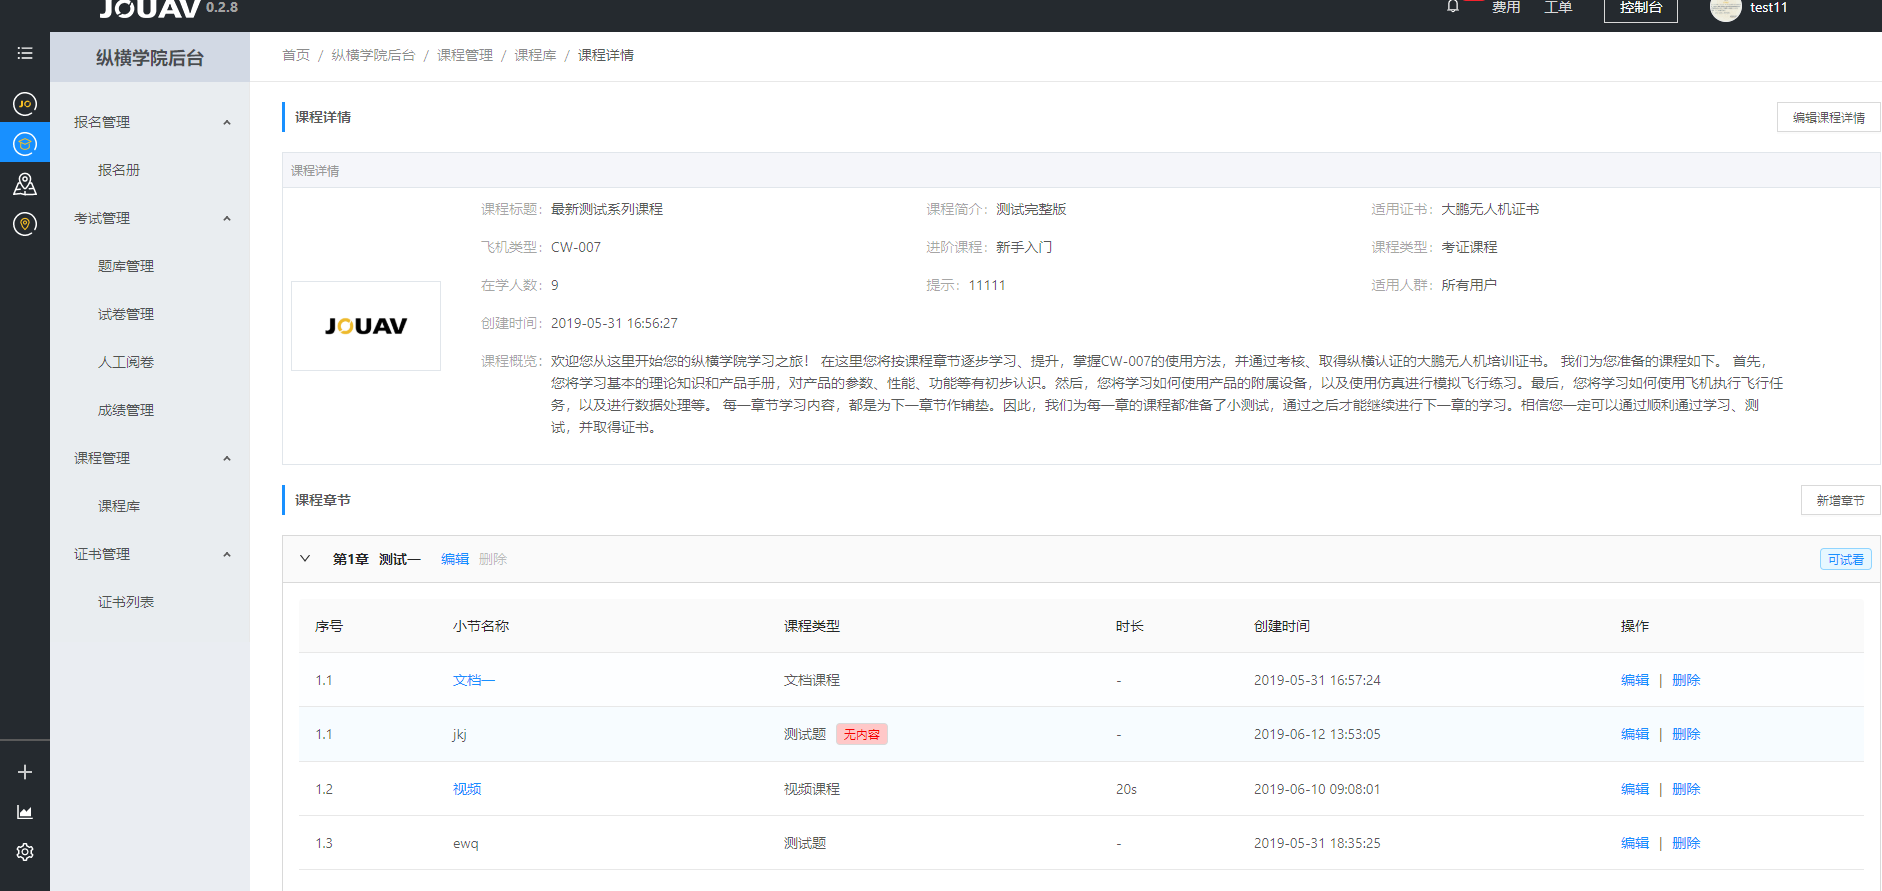 JOUAV 0.2.8
费用 工单 控制台 test11
纵横学院后台
首页 / 纵横学院后台 / 课程管理 / 课程库 / 课程详情
JO
报名管理
报名册
考试管理
题库管理
试卷管理
人工阅卷
成绩管理
课程管理
课程库
证书管理
证书列表
课程详情 编辑课程详情
课程详情
课程标题: 最新测试系列课程 课程简介: 测试完整版 适用证书: 大鹏无人机证书
飞机类型: CW-007 进阶课程: 新手入门 课程类型: 考证课程
在学人数: 9 提示: 11111 适用人群: 所有用户
JOUAV
创建时间: 2019-05-31 16:56:27
课程概览: 欢迎您从这里开始您的纵横学院学习之旅！ 在这里您将按课程章节逐步学习、提升，掌握CW-007的使用方法，并通过考核、取得纵横认证的大鹏无人机培训证书。 我们为您准备的课程如下。 首先，
您将学习基本的理论知识和产品手册，对产品的参数、性能、功能等有初步认识。然后，您将学习如何使用产品的附属设备，以及使用仿真进行模拟飞行练习。最后，您将学习如何使用飞机执行飞行任
务，以及进行数据处理等。 每一章节学习内容，都是为下一章节作铺垫。因此，我们为每一章的课程都准备了小测试，通过之后才能继续进行下一章的学习。相信您一定可以通过顺利通过学习、测
试，并取得证书。
课程章节 新增章节
第1章 测试一 编辑 删除 可试看
序号 小节名称 课程类型 时长 创建时间 操作
1.1 文档一 文档课程 - 2019-05-31 16:57:24 编辑 | 删除
1.1 jkj 测试题 无内容 - 2019-06-12 13:53:05 编辑 | 删除
1.2 视频 视频课程 20s 2019-06-10 09:08:01 编辑 | 删除
1.3 ewq 测试题 - 2019-05-31 18:35:25 编辑 | 删除